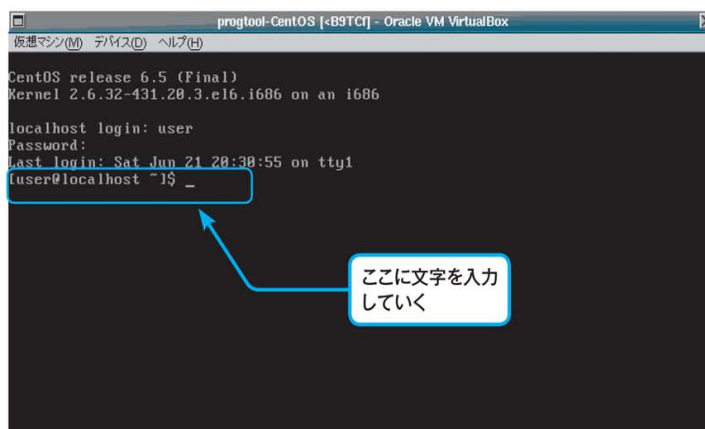 progtool-CentOS [<B9TCf] - Oracle VM VirtualBox
仮想マシン(M) デバイス(D) ヘルプ(H)
CentOS release 6.5 (Final)
Kernel 2.6.32-431.20.3.el6.i686 on an i686
localhost login: user
Password:
Last login: Sat Jun 21 20:30:55 on tty1
[user@localhost ~]$ _
ここに文字を入力
していく